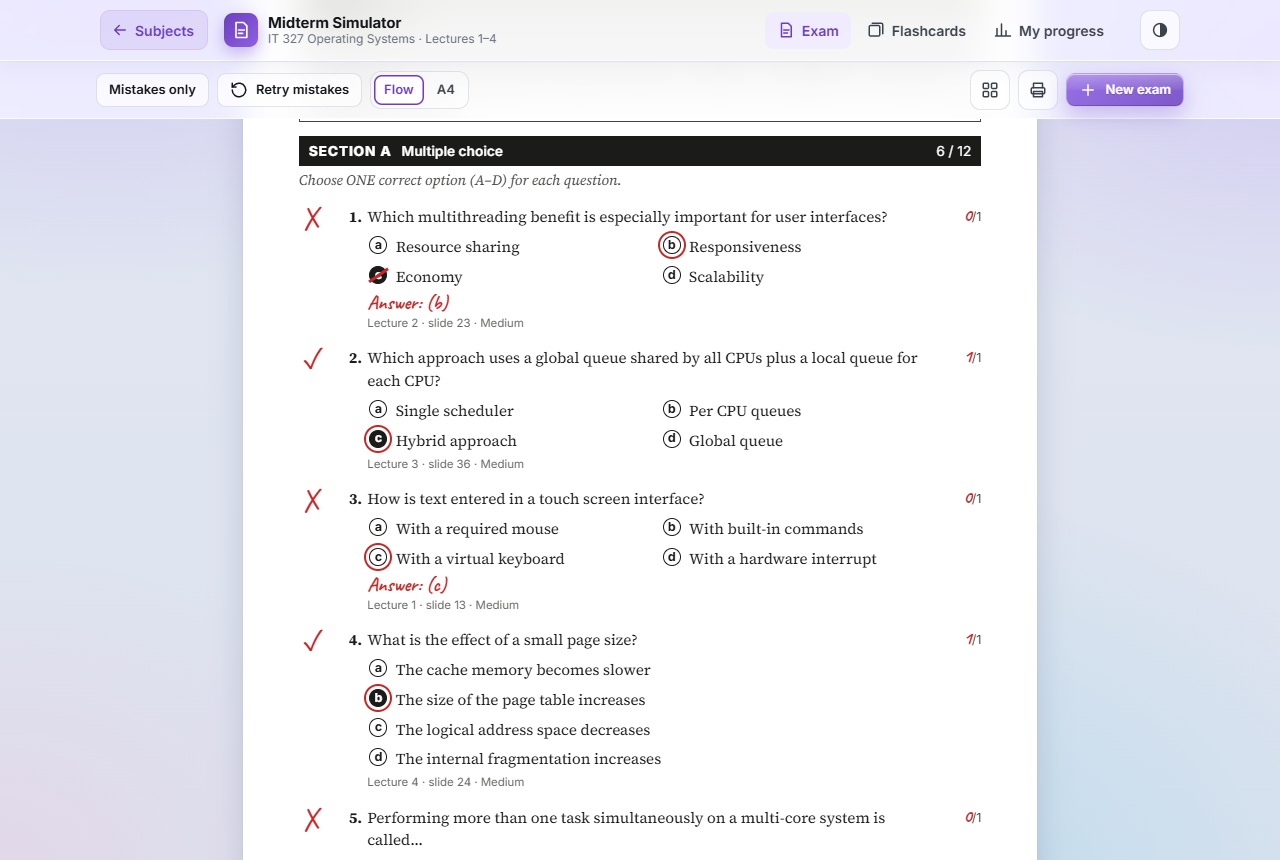 Subjects
Midterm Simulator
IT 327 Operating Systems · Lectures 1–4
Exam
Flashcards
My progress
Mistakes only
Retry mistakes
Flow
A4
New exam
SECTION A Multiple choice 6 / 12
Choose ONE correct option (A–D) for each question.
1. Which multithreading benefit is especially important for user interfaces? 0/1
a Resource sharing
b Responsiveness
Economy
d Scalability
Answer: (b)
Lecture 2 · slide 23 · Medium
2. Which approach uses a global queue shared by all CPUs plus a local queue for 1/1
each CPU?
a Single scheduler
b Per CPU queues
c Hybrid approach
d Global queue
Lecture 3 · slide 36 · Medium
3. How is text entered in a touch screen interface? 0/1
a With a required mouse
b With built-in commands
c With a virtual keyboard
d With a hardware interrupt
Answer: (c)
Lecture 1 · slide 13 · Medium
4. What is the effect of a small page size? 1/1
a The cache memory becomes slower
b The size of the page table increases
c The logical address space decreases
d The internal fragmentation increases
Lecture 4 · slide 24 · Medium
5. Performing more than one task simultaneously on a multi-core system is 0/1
called...